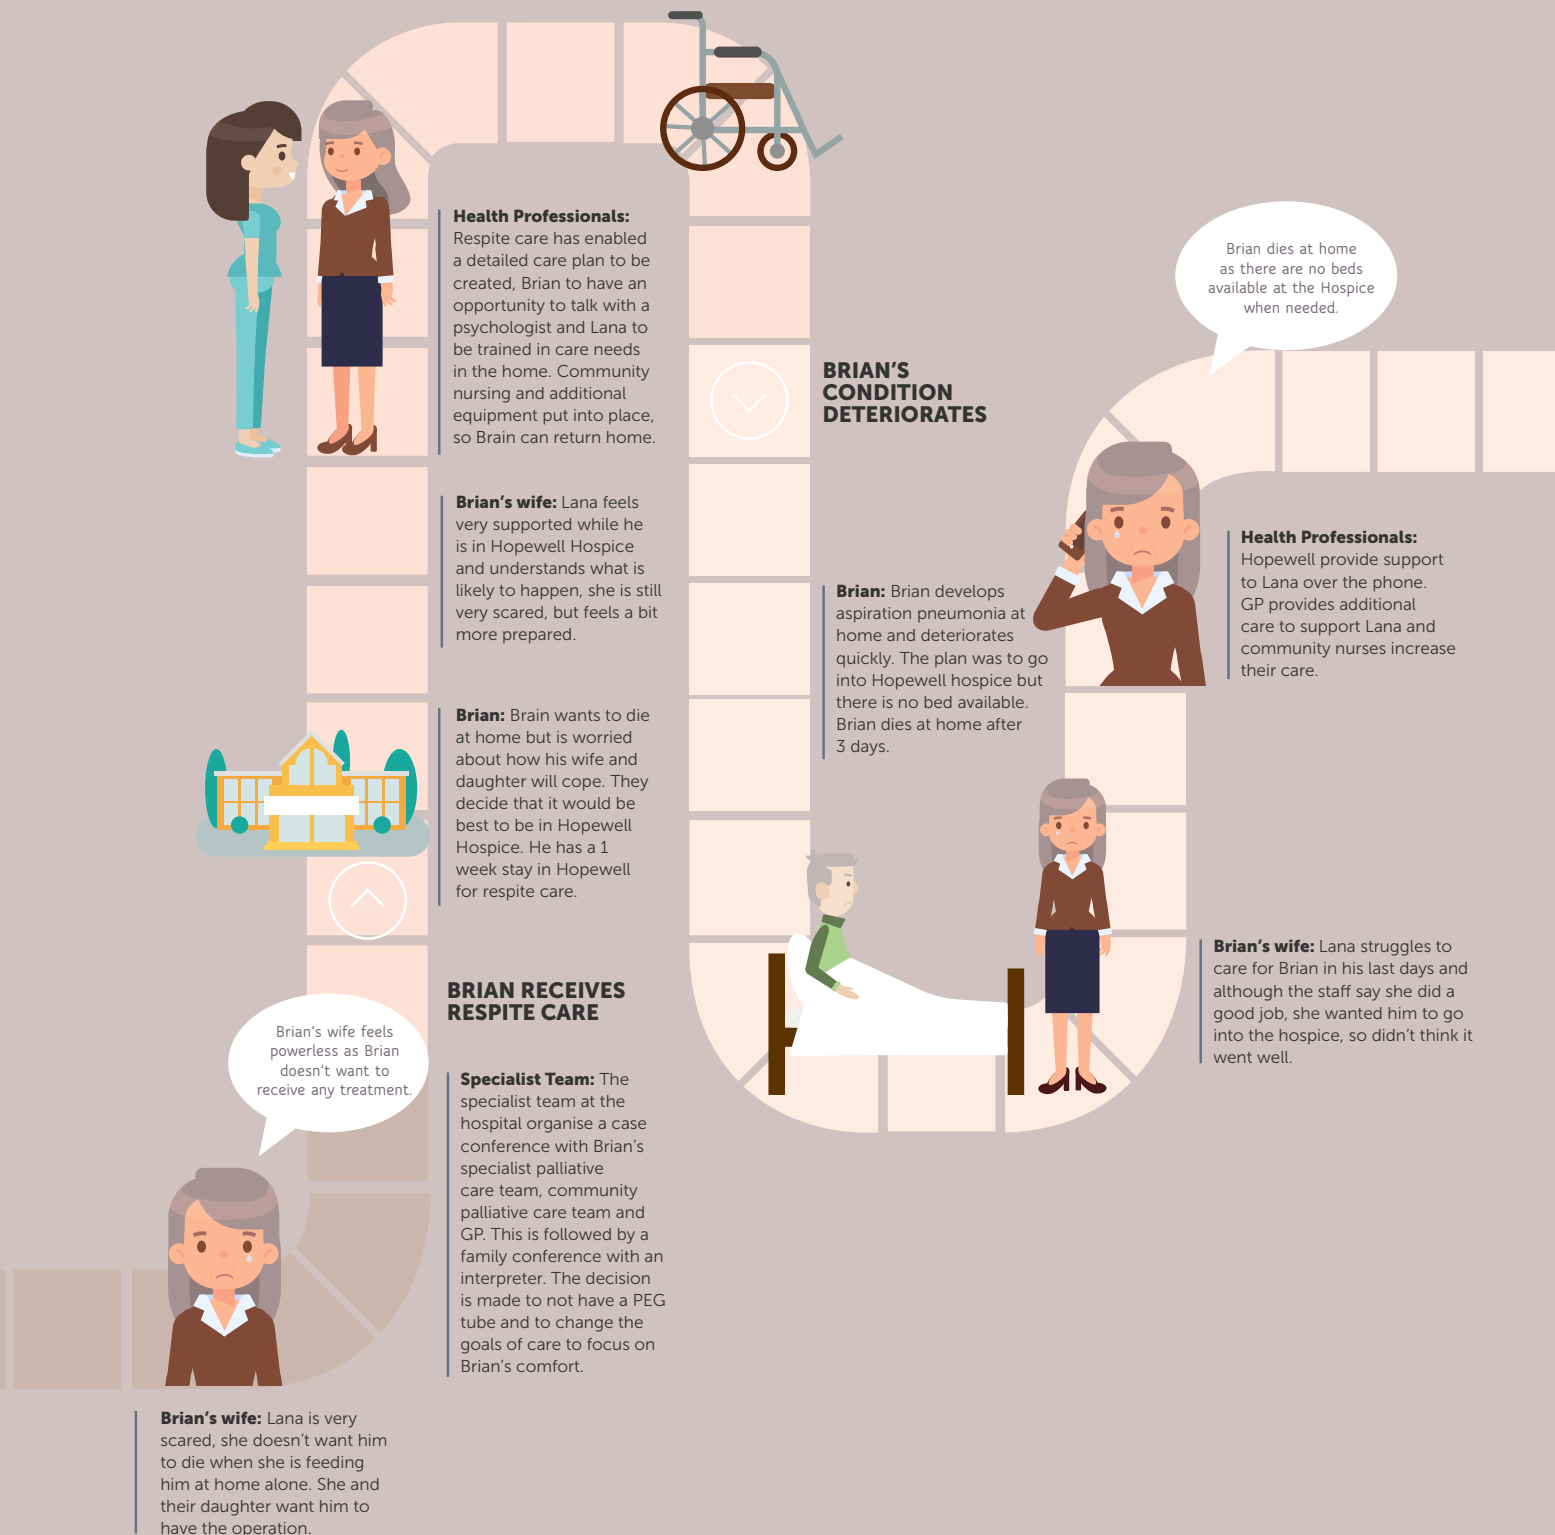 Brian's wife feels
powerless as Brian
doesn't want to
receive any treatment.
Brian's wife: Lana is very
scared, she doesn't want him
to die when she is feeding
him at home alone. She and
their daughter want him to
have the operation.
BRIAN RECEIVES
RESPITE CARE
Specialist Team: The
specialist team at the
hospital organise a case
conference with Brian's
specialist palliative
care team, community
palliative care team and
GP. This is followed by a
family conference with an
interpreter. The decision
is made to not have a PEG
tube and to change the
goals of care to focus on
Brian's comfort.
Brian: Brain wants to die
at home but is worried
about how his wife and
daughter will cope. They
decide that it would be
best to be in Hopewell
Hospice. He has a 1
week stay in Hopewell
for respite care.
Brian's wife: Lana feels
very supported while he
is in Hopewell Hospice
and understands what is
likely to happen, she is still
very scared, but feels a bit
more prepared.
Health Professionals:
Respite care has enabled
a detailed care plan to be
created, Brian to have an
opportunity to talk with a
psychologist and Lana to
be trained in care needs
in the home. Community
nursing and additional
equipment put into place,
so Brain can return home.
BRIAN'S
CONDITION
DETERIORATES
Brian: Brian develops
aspiration pneumonia at
home and deteriorates
quickly. The plan was to go
into Hopewell hospice but
there is no bed available.
Brian dies at home after
3 days.
Brian's wife: Lana struggles to
care for Brian in his last days and
although the staff say she did a
good job, she wanted him to go
into the hospice, so didn't think it
went well.
Health Professionals:
Hopewell provide support
to Lana over the phone.
GP provides additional
care to support Lana and
community nurses increase
their care.
Brian dies at home
as there are no beds
available at the Hospice
when needed.